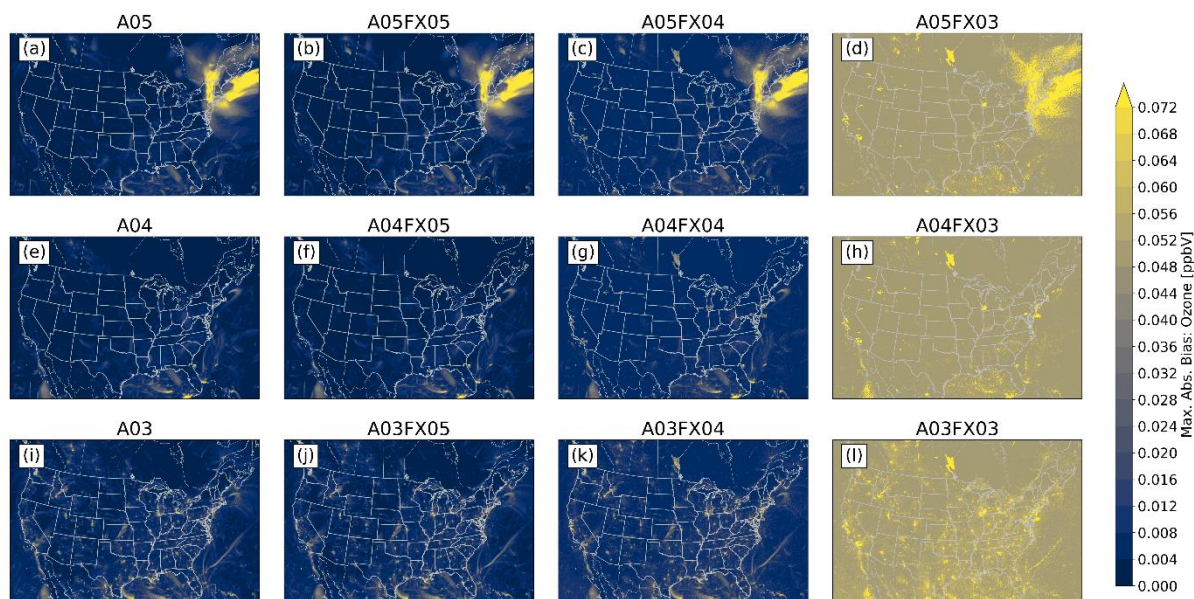 A05 A05FX05 A05FX04 A05FX03
(a) (b) (c) (d)
A04 A04FX05 A04FX04 A04FX03
(e) (f) (g) (h)
A03 A03FX05 A03FX04 A03FX03
(i) (j) (k) (l)
0.072
0.068
0.064
0.060
0.056
0.052
0.048
0.044
0.040
0.036
0.032
0.028
0.024
0.020
0.016
0.012
0.008
0.004
0.000
Max. Abs. Bias: Ozone [ppbV]